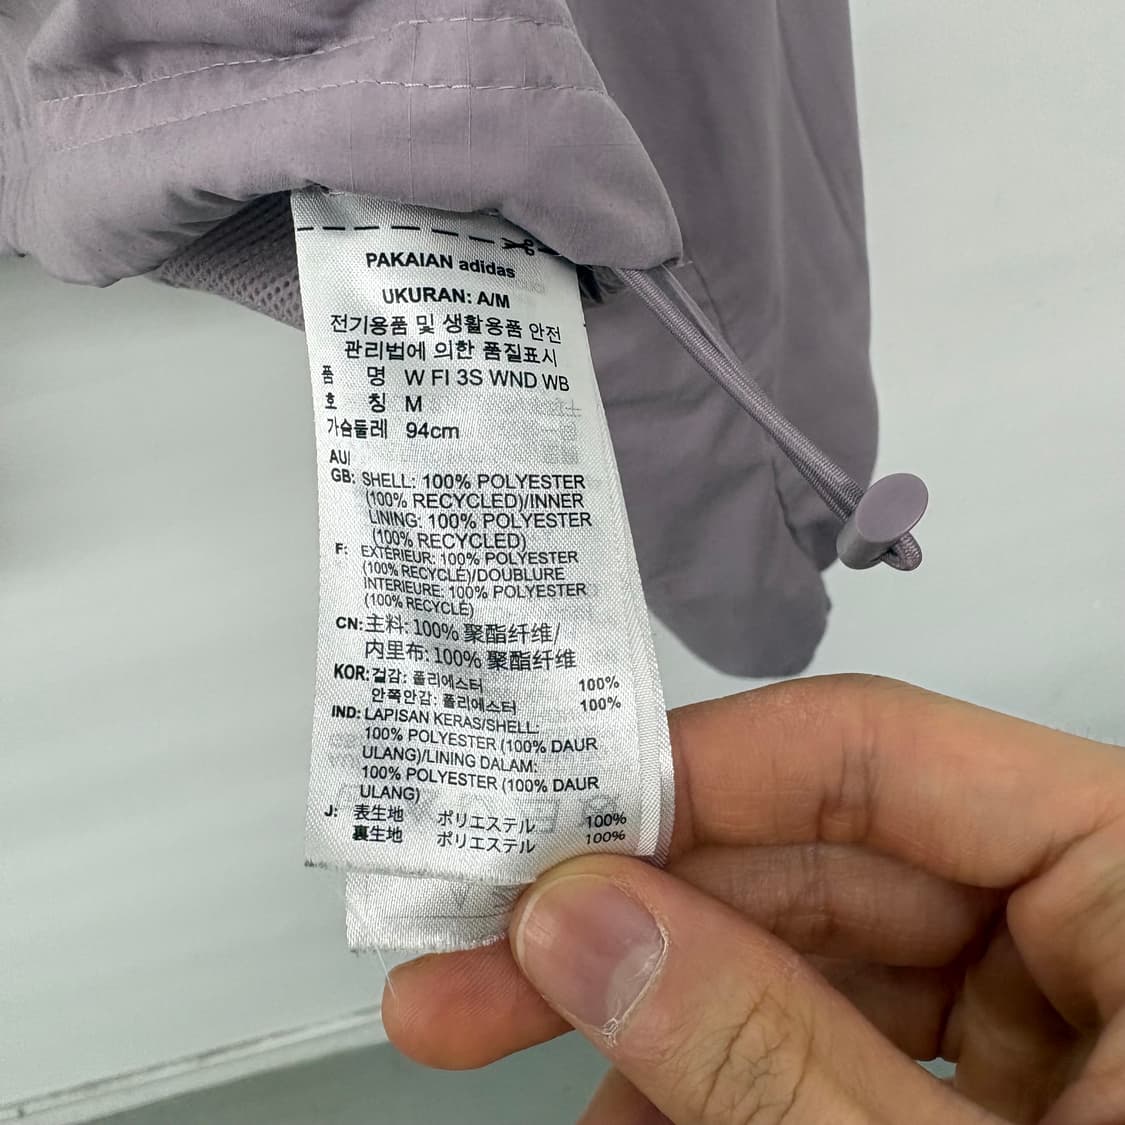 PAKAIAN adidas
UKURAN: A/M
전기용품 및 생활용품 안전
관리법에 의한 품질표시
품 명 W FI 3S WND WB
호 칭 M
가슴둘레 94cm
AU/
GB: SHELL: 100% POLYESTER
(100% RECYCLED)/INNER
LINING: 100% POLYESTER
(100% RECYCLED)
F: EXTÉRIEUR: 100% POLYESTER
(100% RECYCLÉ)/DOUBLURE
INTERIEURE: 100% POLYESTER
(100% RECYCLÉ)
CN: 主料: 100% 聚酯纤维/
内里布: 100% 聚酯纤维
KOR: 겉감: 폴리에스터 100%
안쪽안감: 폴리에스터 100%
IND: LAPISAN KERAS/SHELL:
100% POLYESTER (100% DAUR
ULANG)/LINING DALAM:
100% POLYESTER (100% DAUR
ULANG)
J: 表生地 ポリエステル 100%
裏生地 ポリエステル 100%